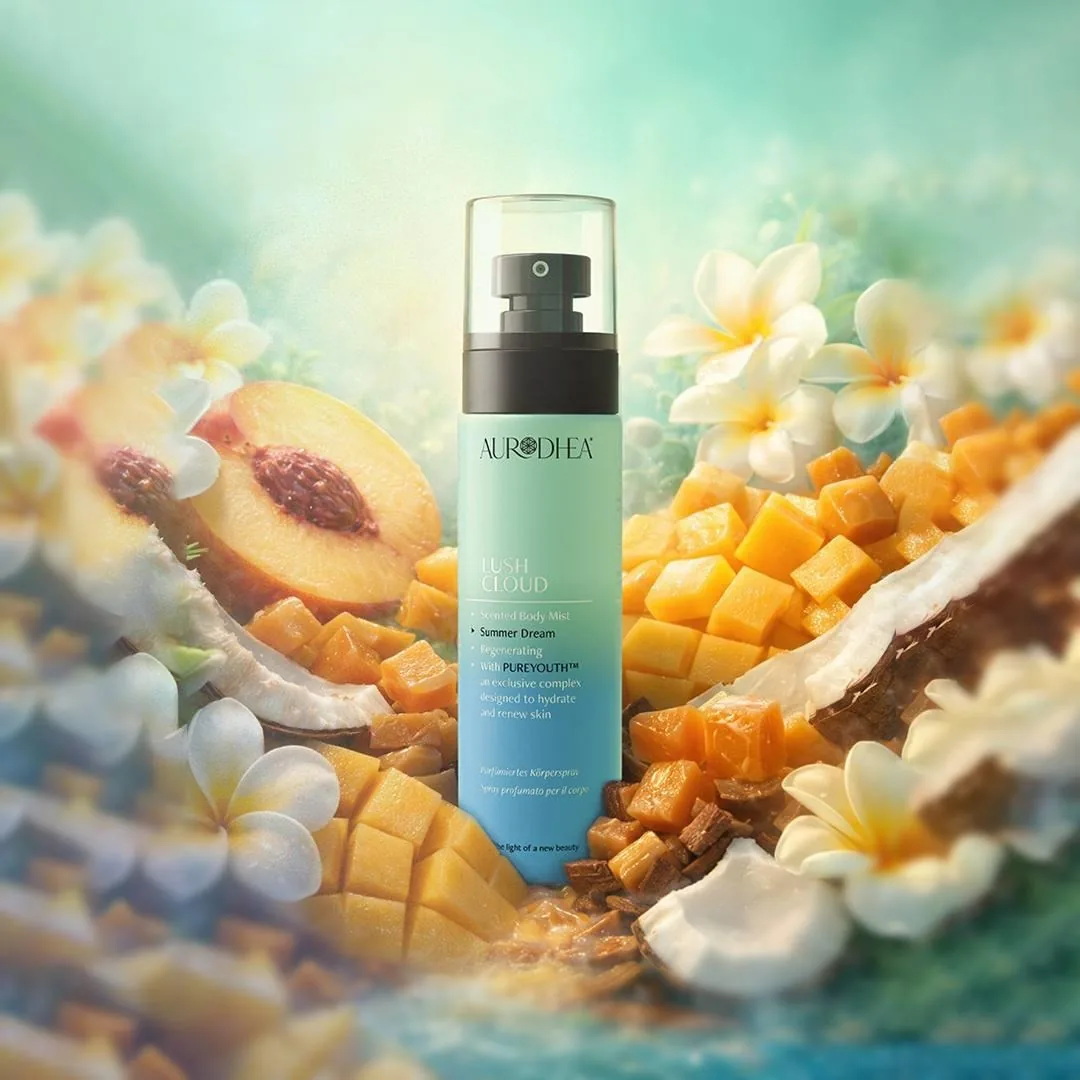 AURODHEA®
LUSH
CLOUD
Scented Body Mist
Summer Dream
Regenerating
With PUREYOUTH™
an exclusive complex
designed to hydrate
and renew skin
Parfümiertes Körperspray
Spray profumato per il corpo
he light of a new beauty